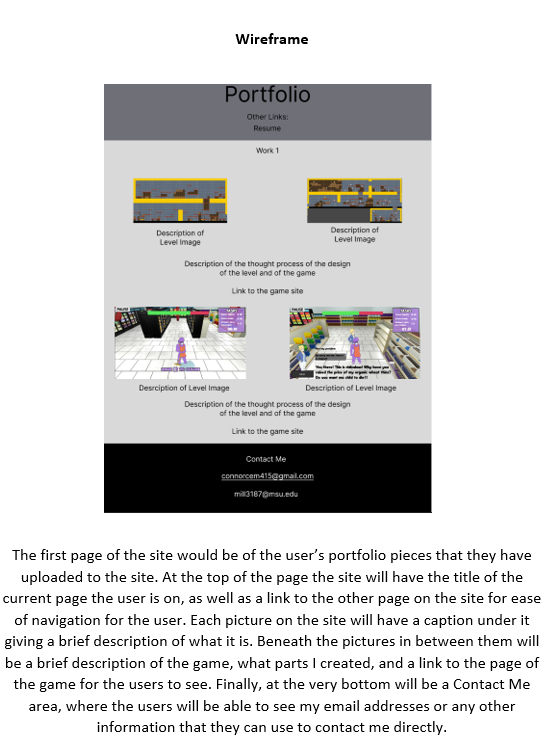 Wireframe
Portfolio
Other Links:
Resume
Work 1
Description of
Level Image
Description of
Level Image
Description of the thought process of the design
of the level and of the game
Link to the game site
Desrciption of Level Image
Description of Level Image
Description of the thought process of the design
of the level and of the game
Link to the game site
Contact Me
connorcem415@gmail.com
mill3167@msu.edu
The first page of the site would be of the user’s portfolio pieces that they have
uploaded to the site. At the top of the page the site will have the title of the
current page the user is on, as well as a link to the other page on the site for ease
of navigation for the user. Each picture on the site will have a caption under it
giving a brief description of what it is. Beneath the pictures in between them will
be a brief description of the game, what parts I created, and a link to the page of
the game for the users to see. Finally, at the very bottom will be a Contact Me
area, where the users will be able to see my email addresses or any other
information that they can use to contact me directly.